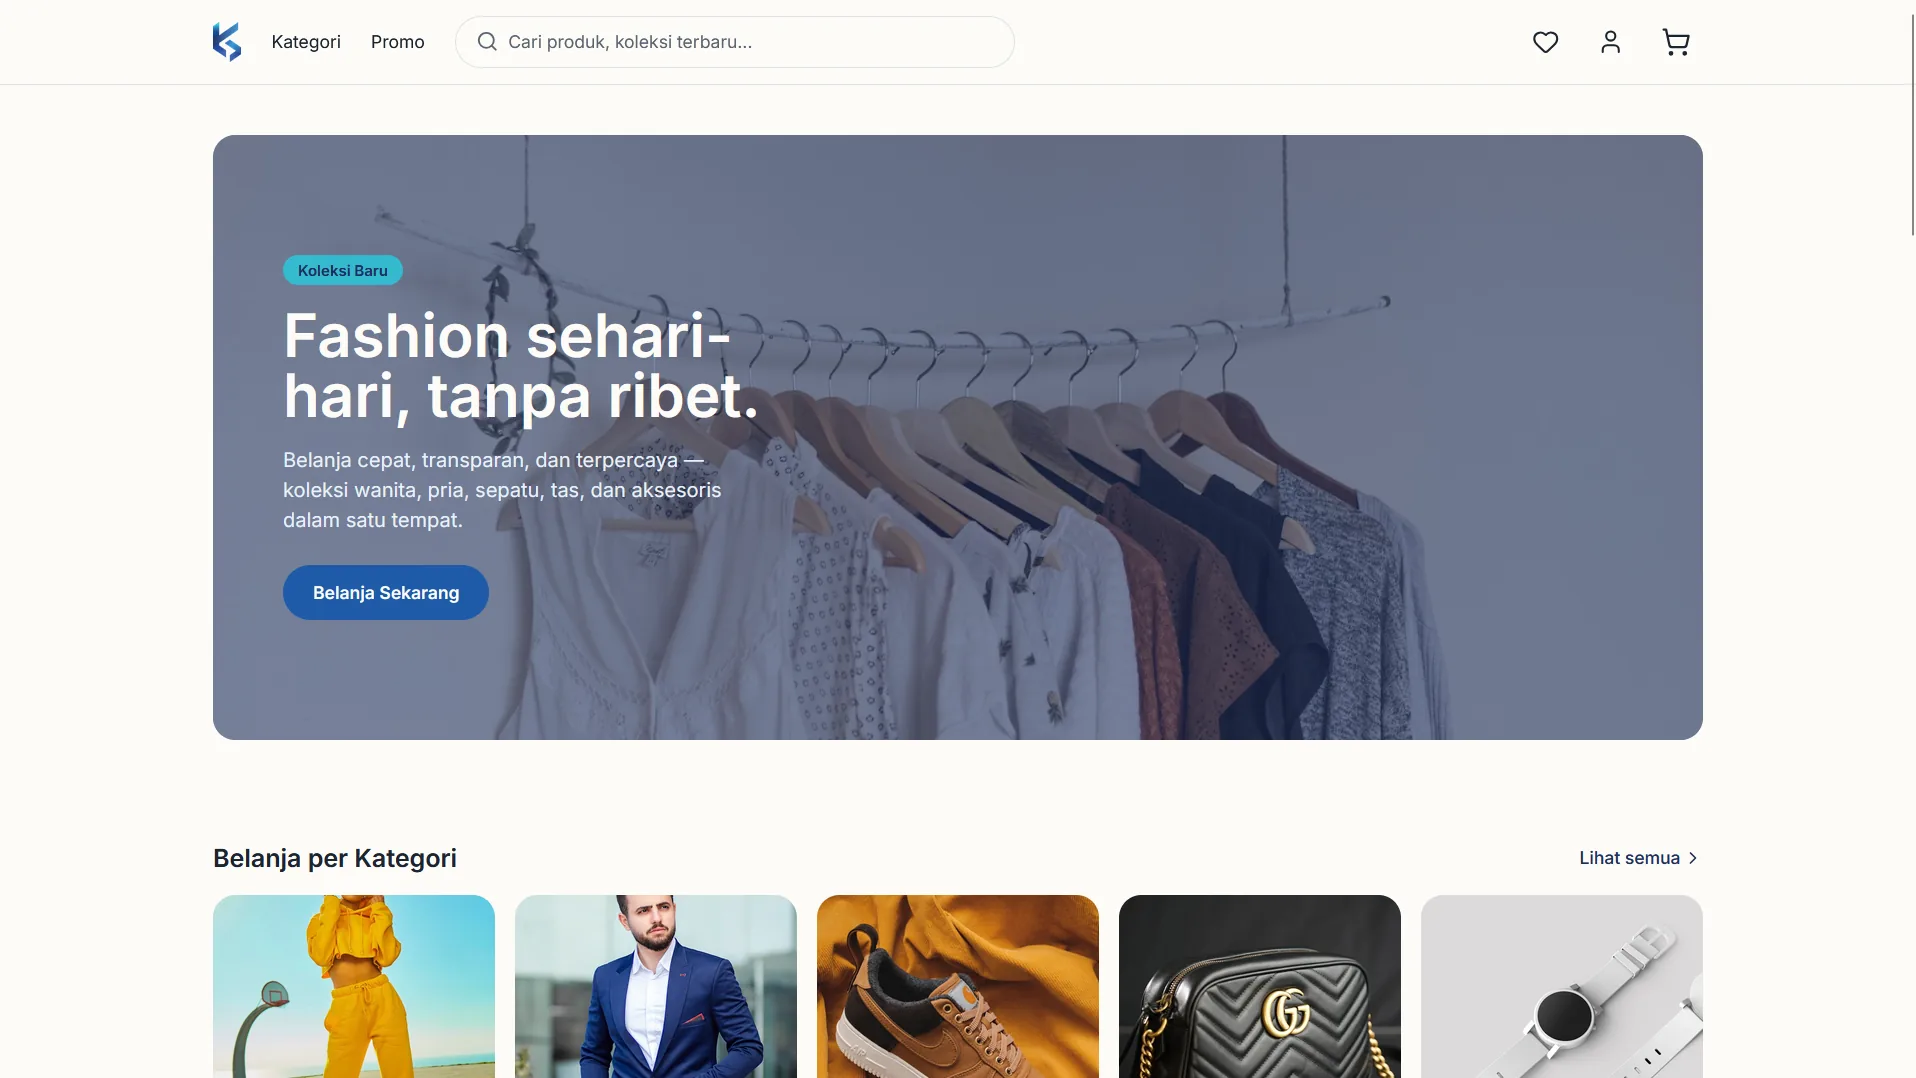 Kategori
Promo
Cari produk, koleksi terbaru...
Koleksi Baru
Fashion sehari-
hari, tanpa ribet.
Belanja cepat, transparan, dan terpercaya —
koleksi wanita, pria, sepatu, tas, dan aksesoris
dalam satu tempat.
Belanja Sekarang
Belanja per Kategori
Lihat semua